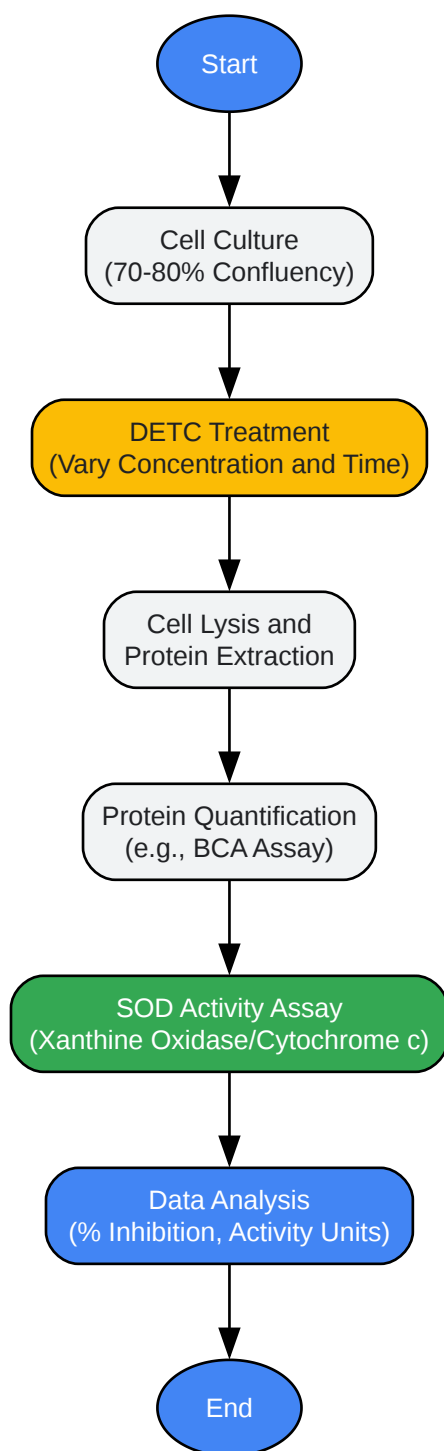 Start
Cell Culture
(70-80% Confluency)
DETC Treatment
(Vary Concentration and Time)
Cell Lysis and
Protein Extraction
Protein Quantification
(e.g., BCA Assay)
SOD Activity Assay
(Xanthine Oxidase/Cytochrome c)
Data Analysis
(% Inhibition, Activity Units)
End